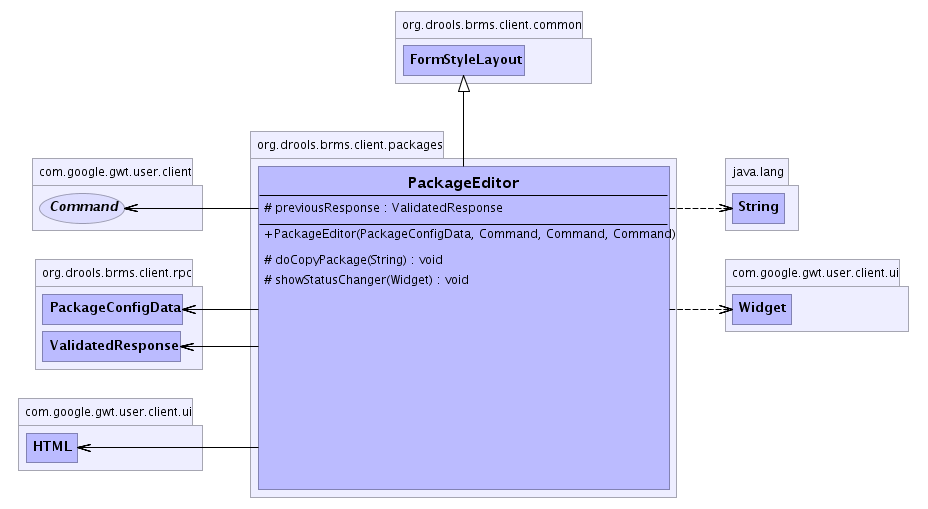 org.drools.brms.client.common
FormStyleLayout
org.drools.brms.client.packages
PackageEditor
# previousResponse : ValidatedResponse
+PackageEditor(PackageConfigData, Command, Command, Command)
# doCopyPackage(String) : void
# showStatusChanger(Widget) : void
com.google.gwt.user.client
Command
org.drools.brms.client.rpc
PackageConfigData
ValidatedResponse
com.google.gwt.user.client.ui
HTML
java.lang
String
com.google.gwt.user.client.ui
Widget